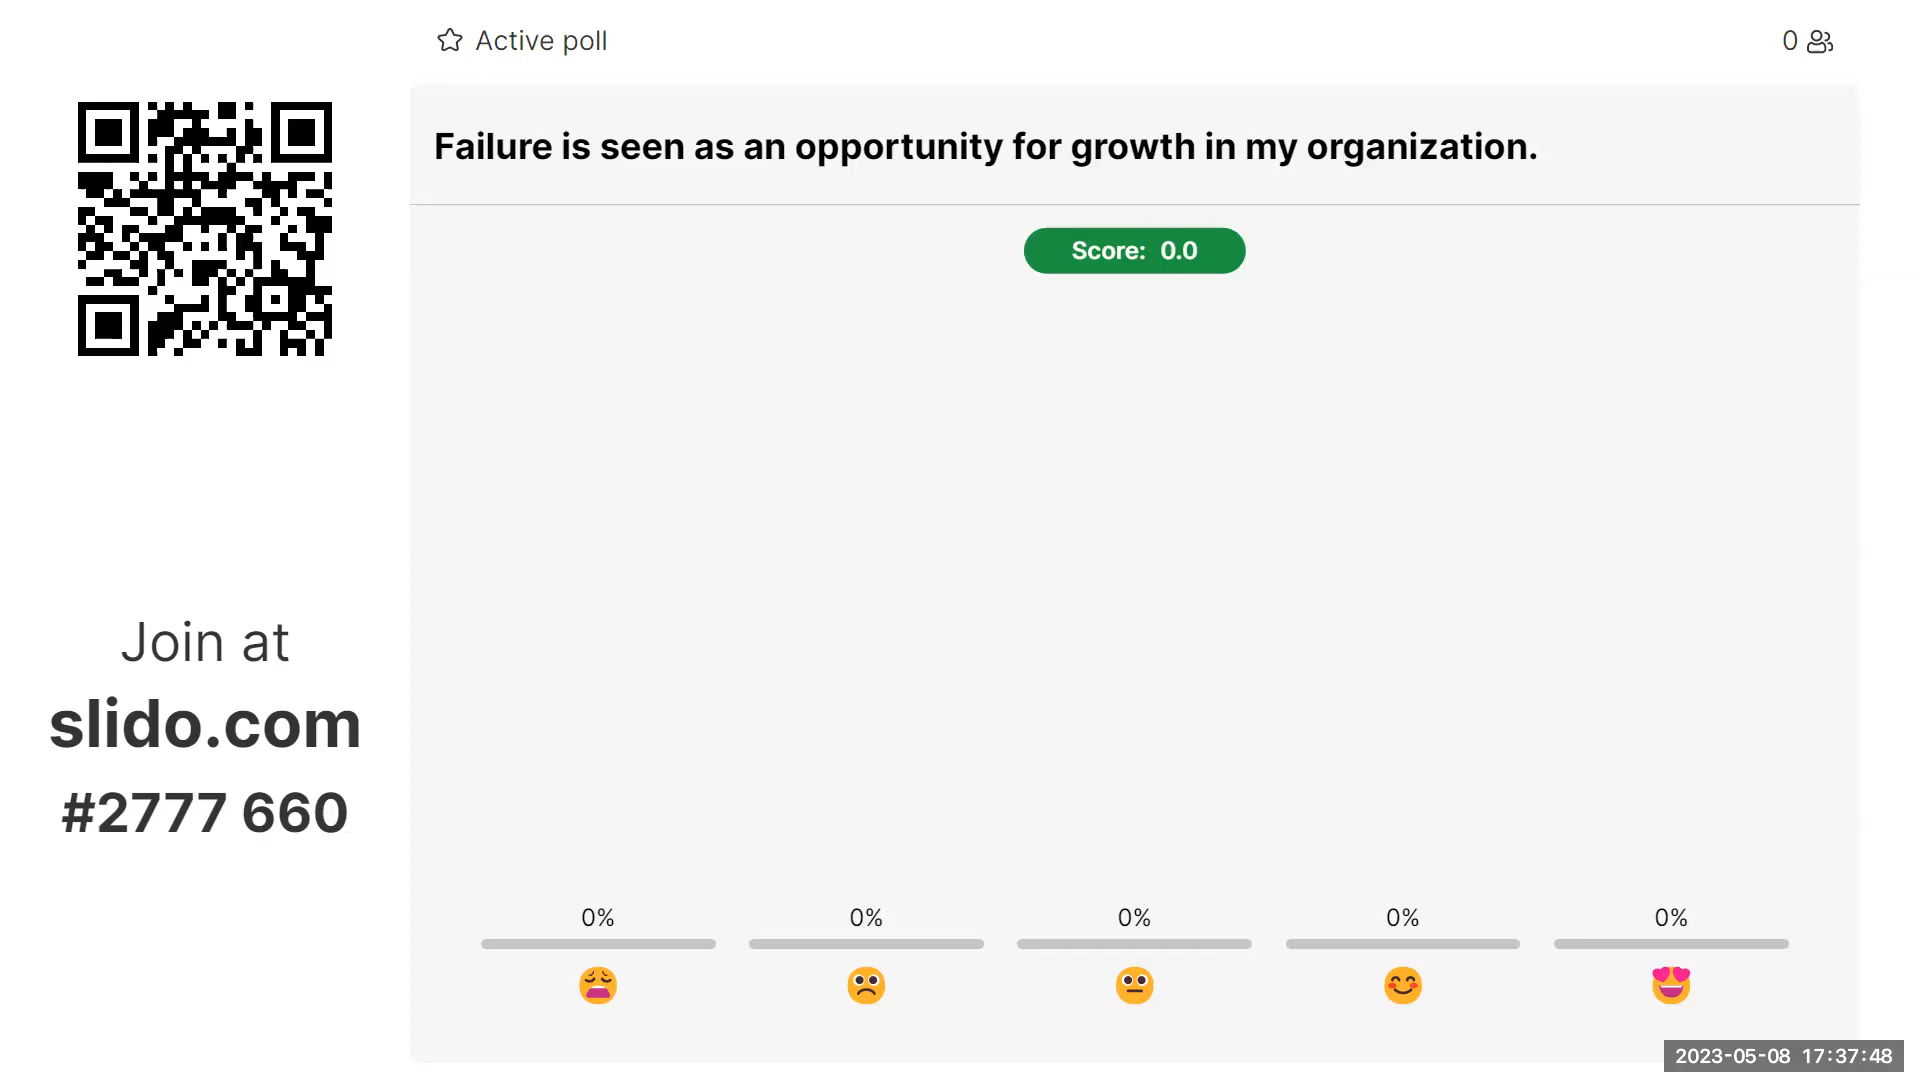 Active poll
0
Failure is seen as an opportunity for growth in my organization.
Score: 0.0
Join at
slido.com
#2777 660
0%
0%
0%
0%
0%
2023-05-08 17:37:48